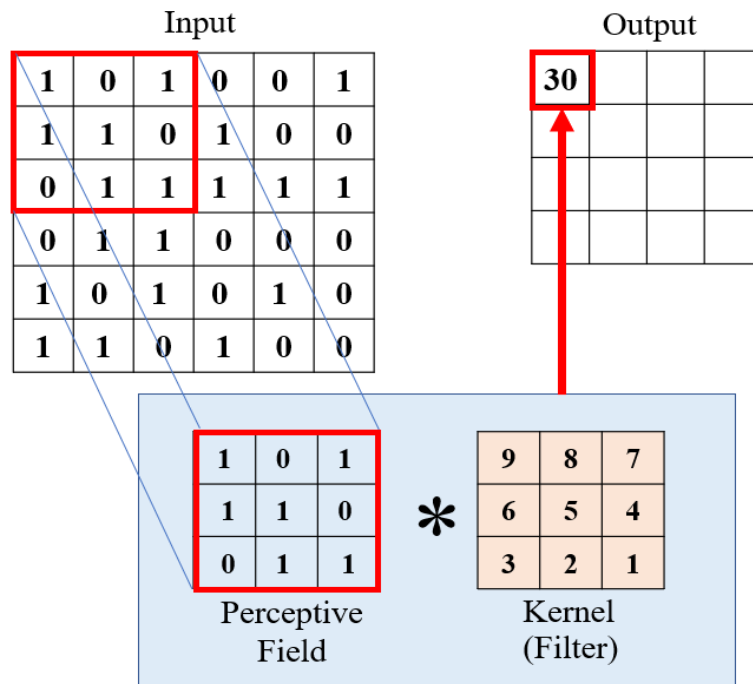 Input
Output
1 0 1 0 0 1
1 1 0 1 0 0
0 1 1 1 1 1
0 1 1 0 0 0
1 0 1 0 1 0
1 1 0 1 0 0
30
1 0 1
1 1 0
0 1 1
*
9 8 7
6 5 4
3 2 1
Perceptive
Field
Kernel
(Filter)